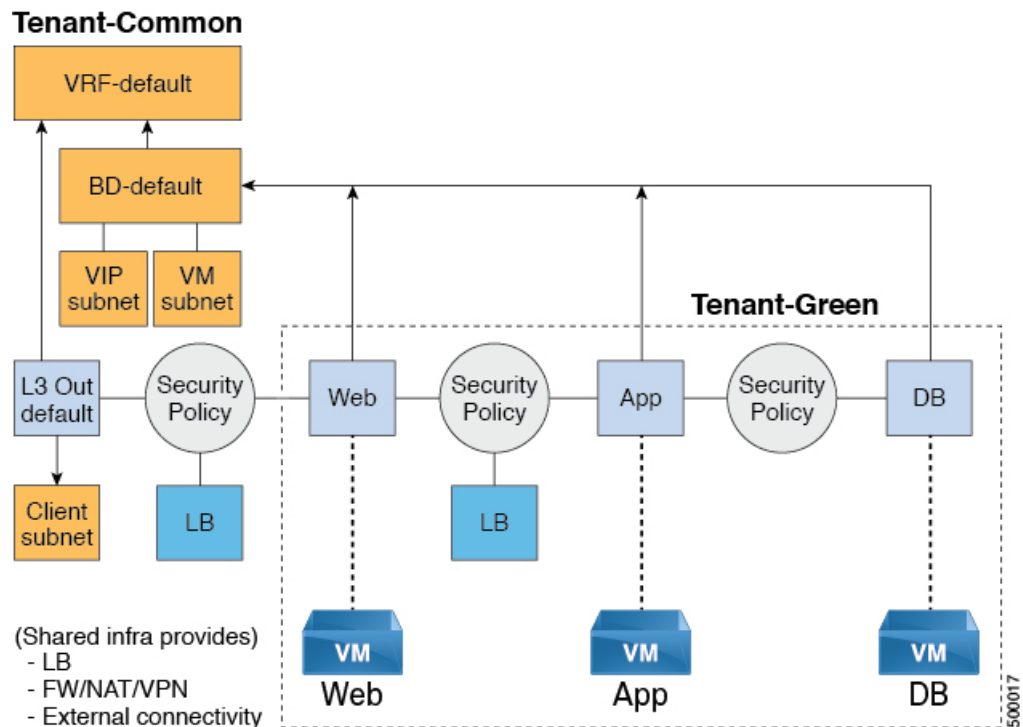 Tenant-Common
VRF-default
BD-default
VIP
subnet
VM
subnet
Tenant-Green
L3 Out
default
Security
Policy
Web
Security
Policy
App
Security
Policy
DB
Client
subnet
LB
LB
(Shared infra provides)
- LB
- FW/NAT/VPN
- External connectivity
VM
Web
VM
App
VM
DB
500017